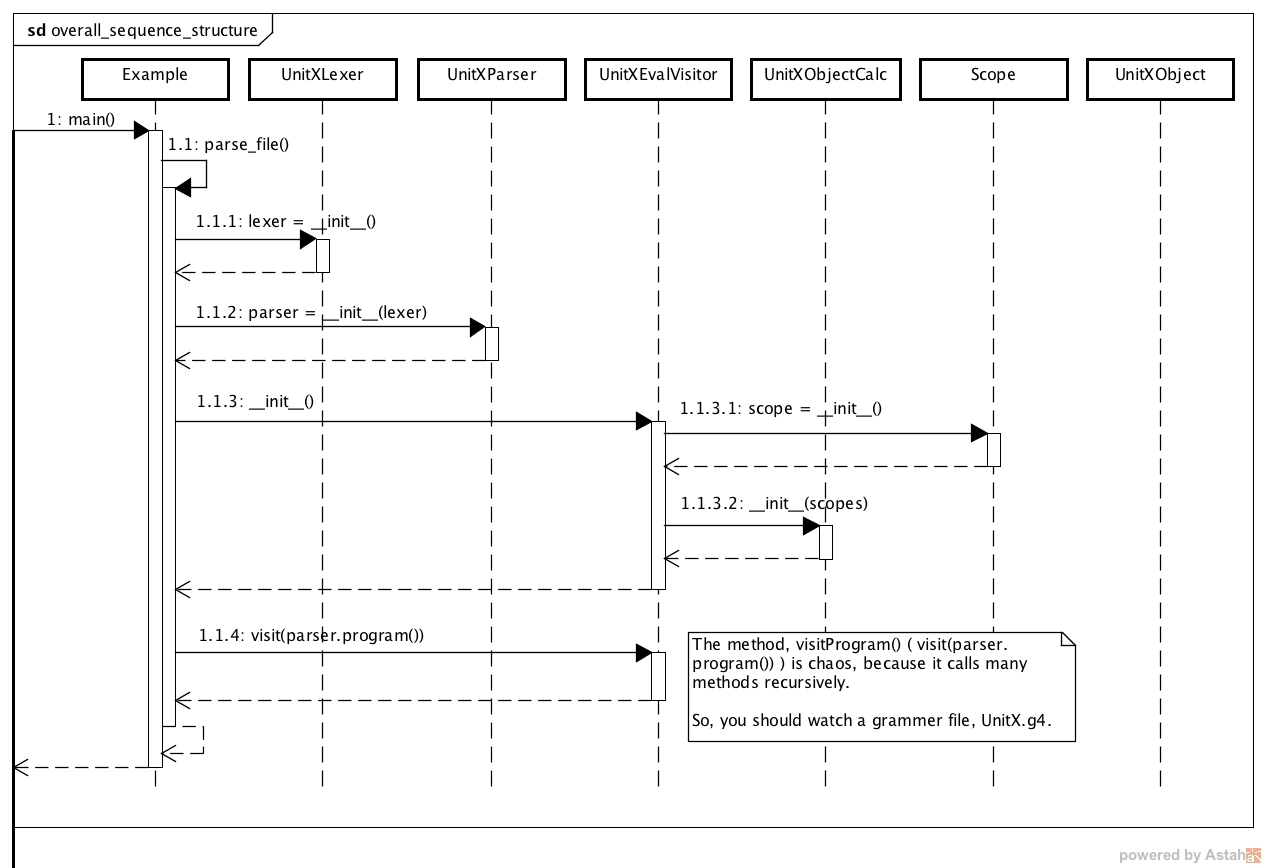 sd overall_sequence_structure
Example
UnitXLexer
UnitXParser
UnitXEvalVisitor
UnitXObjectCalc
Scope
UnitXObject
1: main()
1.1: parse_file()
1.1.1: lexer = __init__()
1.1.2: parser = __init__(lexer)
1.1.3: __init__()
1.1.3.1: scope = __init__()
1.1.3.2: __init__(scopes)
1.1.4: visit(parser.program())
The method, visitProgram() ( visit(parser.
program()) ) is chaos, because it calls many
methods recursively.
So, you should watch a grammer file, UnitX.g4.
powered by Astah